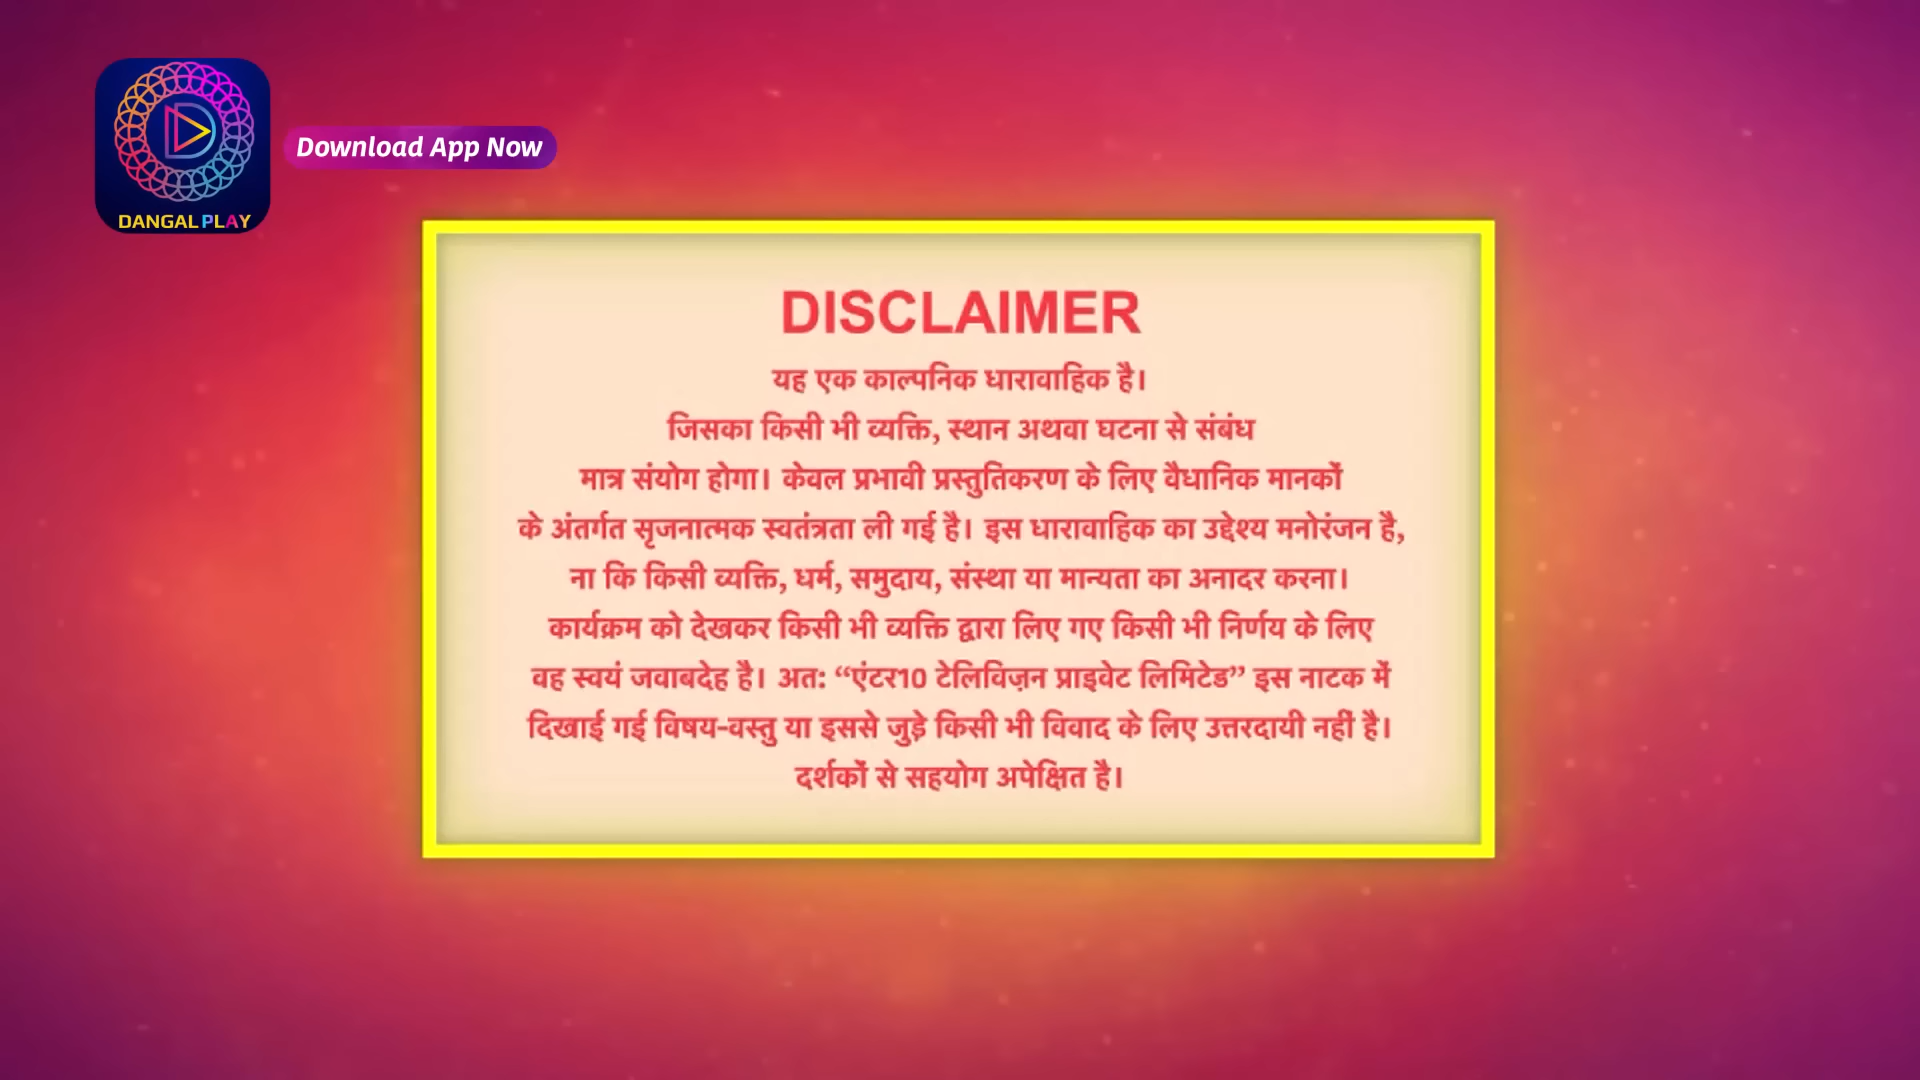 DANGAL PLAY
Download App Now
DISCLAIMER
यह एक काल्पनिक धारावाहिक है।
जिसका किसी भी व्यक्ति, स्थान अथवा घटना से संबंध
मात्र संयोग होगा। केवल प्रभावी प्रस्तुतिकरण के लिए वैधानिक मानकों
के अंतर्गत सृजनात्मक स्वतंत्रता ली गई है। इस धारावाहिक का उद्देश्य मनोरंजन है,
ना कि किसी व्यक्ति, धर्म, समुदाय, संस्था या मान्यता का अनादर करना।
कार्यक्रम को देखकर किसी भी व्यक्ति द्वारा लिए गए किसी भी निर्णय के लिए
वह स्वयं जवाबदेह है। अत: “एंटर10 टेलिविज़न प्राइवेट लिमिटेड” इस नाटक में
दिखाई गई विषय-वस्तु या इससे जुड़े किसी भी विवाद के लिए उत्तरदायी नहीं है।
दर्शकों से सहयोग अपेक्षित है।